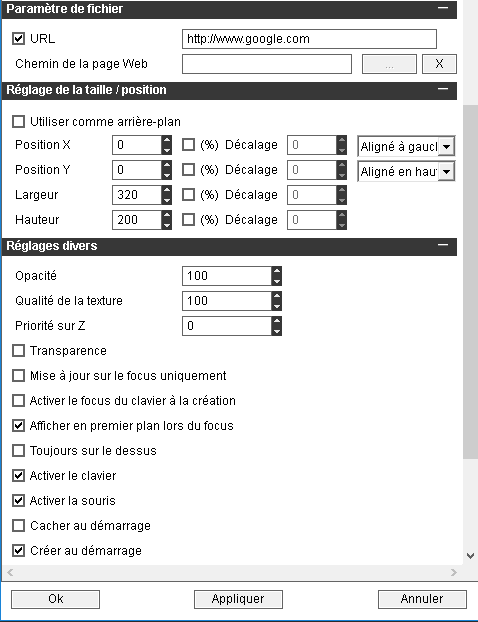 Paramètre de fichier
URL http://www.google.com
Chemin de la page Web ... X
Réglage de la taille / position
Utiliser comme arrière-plan
Position X 0 (%) Décalage 0 Aligné à gaucl
Position Y 0 (%) Décalage 0 Aligné en haut
Largeur 320 (%) Décalage 0
Hauteur 200 (%) Décalage 0
Réglages divers
Opacité 100
Qualité de la texture 100
Priorité sur Z 0
Transparence
Mise à jour sur le focus uniquement
Activer le focus du clavier à la création
Afficher en premier plan lors du focus
Toujours sur le dessus
Activer le clavier
Activer la souris
Cacher au démarrage
Créer au démarrage
Ok Appliquer Annuler